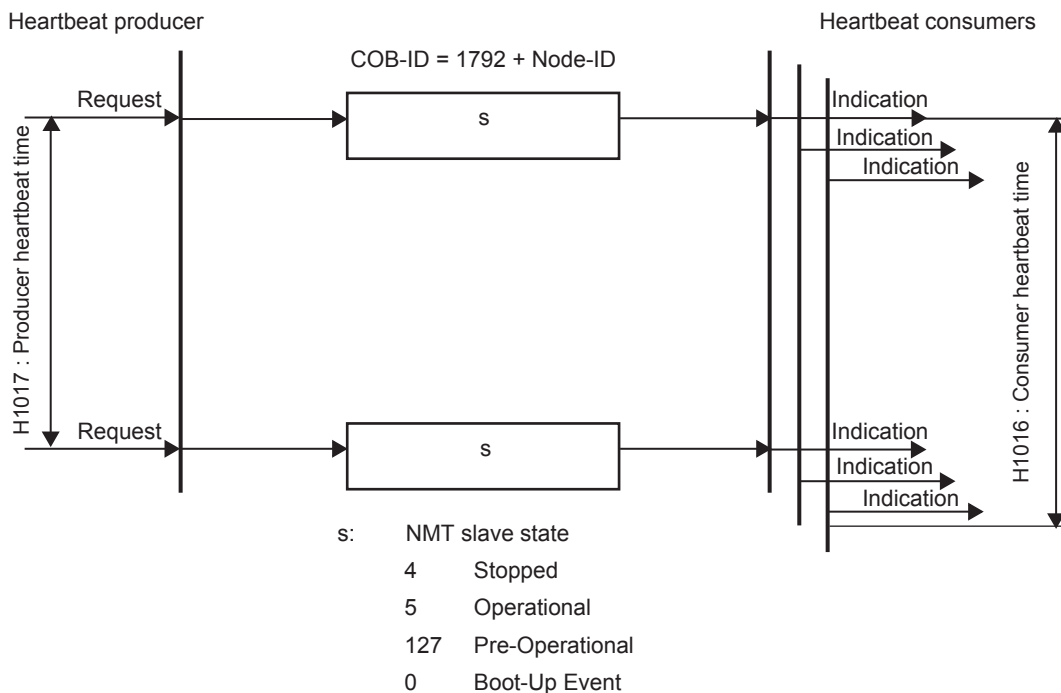 Heartbeat producer
Heartbeat consumers
COB-ID = 1792 + Node-ID
Request
s
Indication
Indication
Indication
H1017 : Producer heartbeat time
H1016 : Consumer heartbeat time
Request
s
Indication
Indication
Indication
s: NMT slave state
4 Stopped
5 Operational
127 Pre-Operational
0 Boot-Up Event